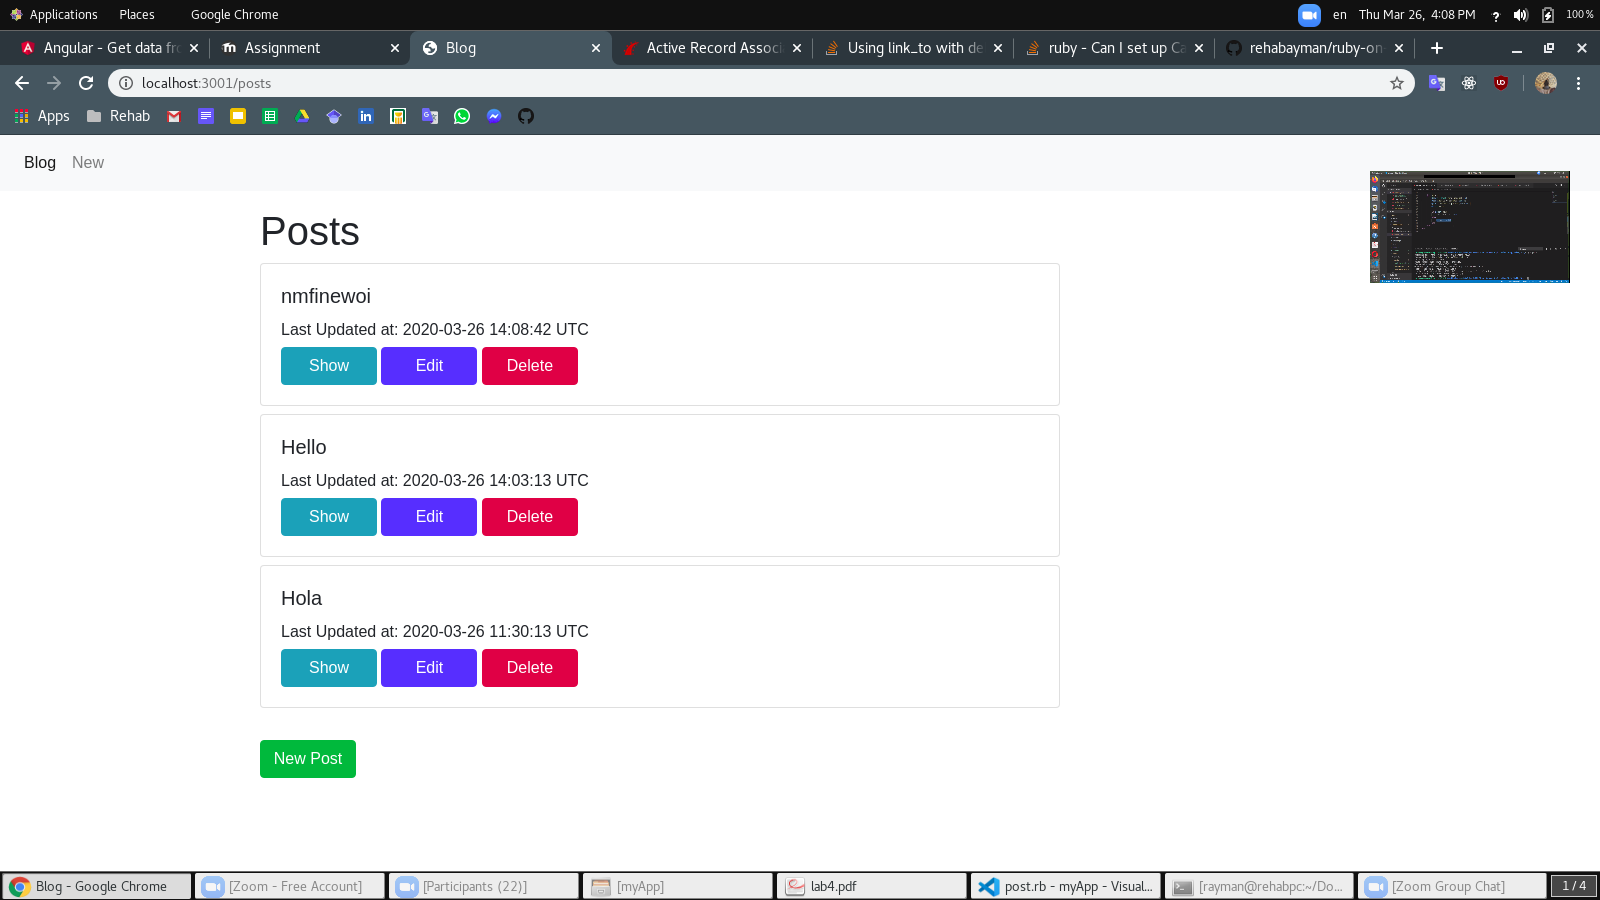 Applications Places Google Chrome en Thu Mar 26, 4:08 PM ? 100 %
Angular - Get data fro Assignment Blog Active Record Associ Using link_to with de ruby - Can I set up Ca rehabayman/ruby-on-
localhost:3001/posts
Apps Rehab
Blog New
Posts
nmfinewoi
Last Updated at: 2020-03-26 14:08:42 UTC
Show Edit Delete
Hello
Last Updated at: 2020-03-26 14:03:13 UTC
Show Edit Delete
Hola
Last Updated at: 2020-03-26 11:30:13 UTC
Show Edit Delete
New Post
Blog - Google Chrome [Zoom - Free Account] [Participants (22)] [myApp] lab4.pdf post.rb - myApp - Visual... [rayman@rehabpc:~/Do... [Zoom Group Chat] 1 / 4